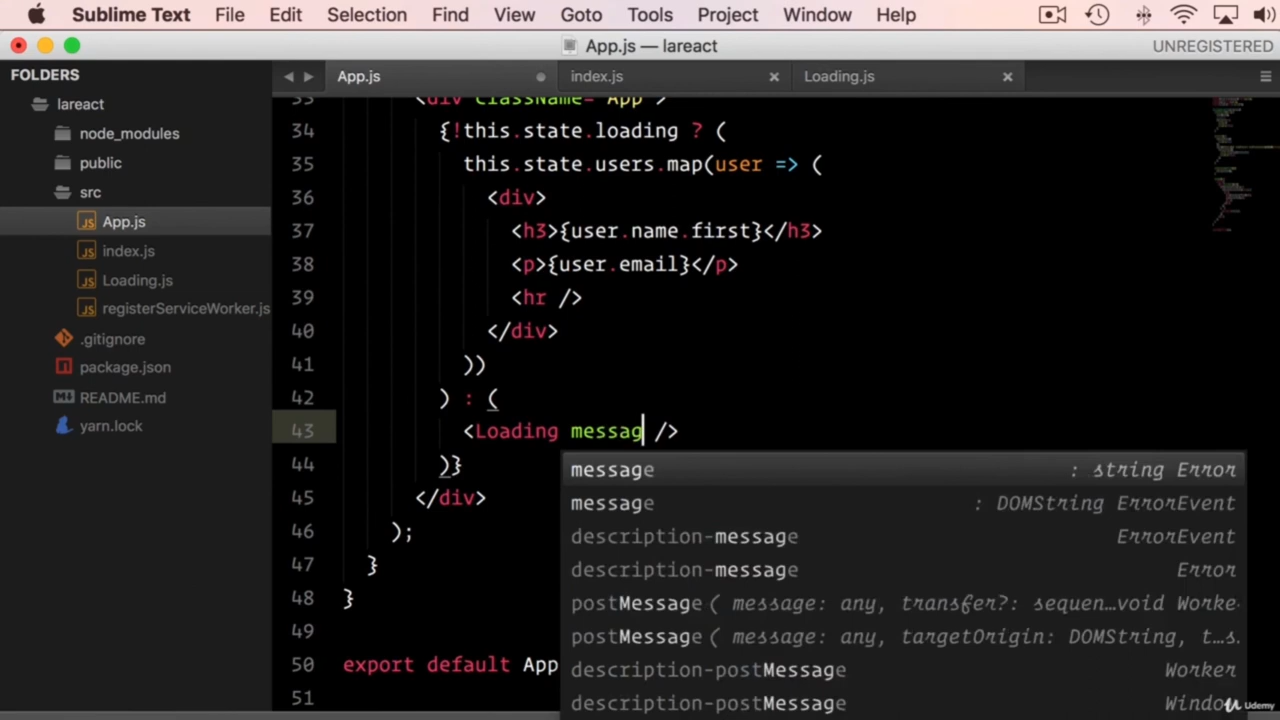 Sublime Text File Edit Selection Find View Goto Tools Project Window Help
App.js — lareact UNREGISTERED
FOLDERS
lareact
node_modules
public
src
App.js
index.js
Loading.js
registerServiceWorker.js
.gitignore
package.json
README.md
yarn.lock
App.js index.js Loading.js
33 <div className="App">
34 {!this.state.loading ? (
35 this.state.users.map(user => (
36 <div>
37 <h3>{user.name.first}</h3>
38 <p>{user.email}</p>
39 <hr />
40 </div>
41 ))
42 ) : (
43 <Loading messag />
44 )}
45 </div>
46 );
47 }
48 }
49
50 export default App
51
message : string Error
message : DOMString ErrorEvent
description-message ErrorEvent
description-message Error
postMessage ( message: any, transfer?: sequen…void Worke
postMessage ( message: any, targetOrigin: DOMString, t…s.
description-postMessage Worker
description-postMessage Windo
Udemy